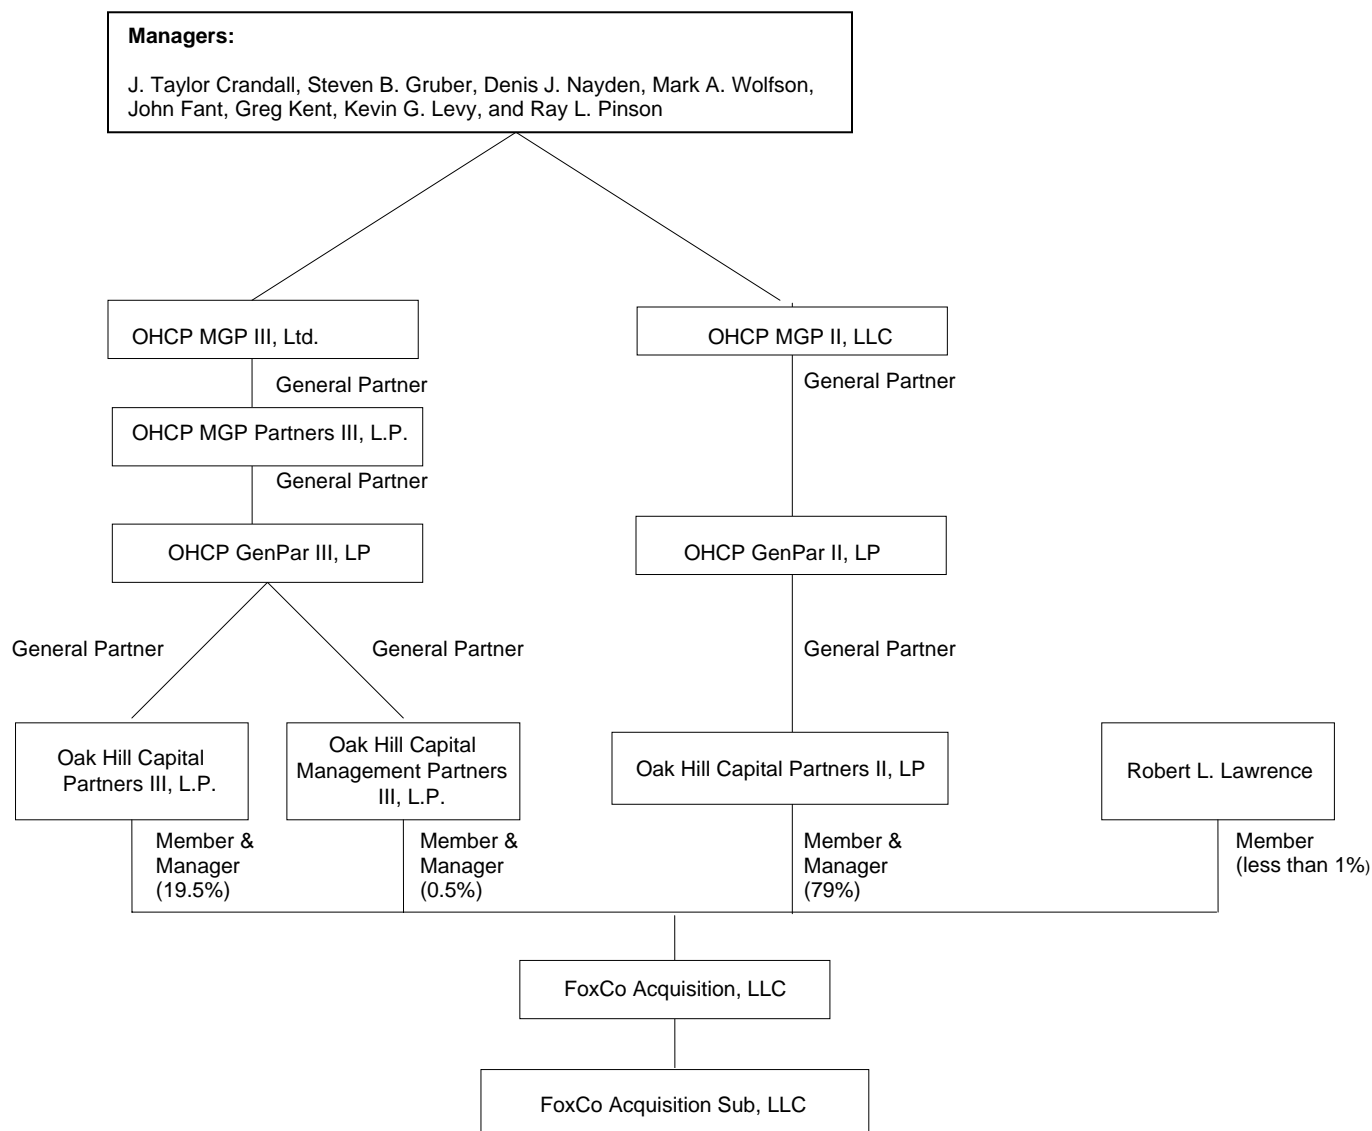 Managers:
J. Taylor Crandall, Steven B. Gruber, Denis J. Nayden, Mark A. Wolfson,
John Fant, Greg Kent, Kevin G. Levy, and Ray L. Pinson
OHCP MGP III, Ltd.
OHCP MGP II, LLC
General Partner
General Partner
OHCP MGP Partners III, L.P.
General Partner
OHCP GenPar III, LP
OHCP GenPar II, LP
General Partner
General Partner
General Partner
Oak Hill Capital
Partners III, L.P.
Oak Hill Capital
Management Partners
III, L.P.
Oak Hill Capital Partners II, LP
Robert L. Lawrence
Member &
Manager
(19.5%)
Member &
Manager
(0.5%)
Member &
Manager
(79%)
Member
(less than 1%)
FoxCo Acquisition, LLC
FoxCo Acquisition Sub, LLC